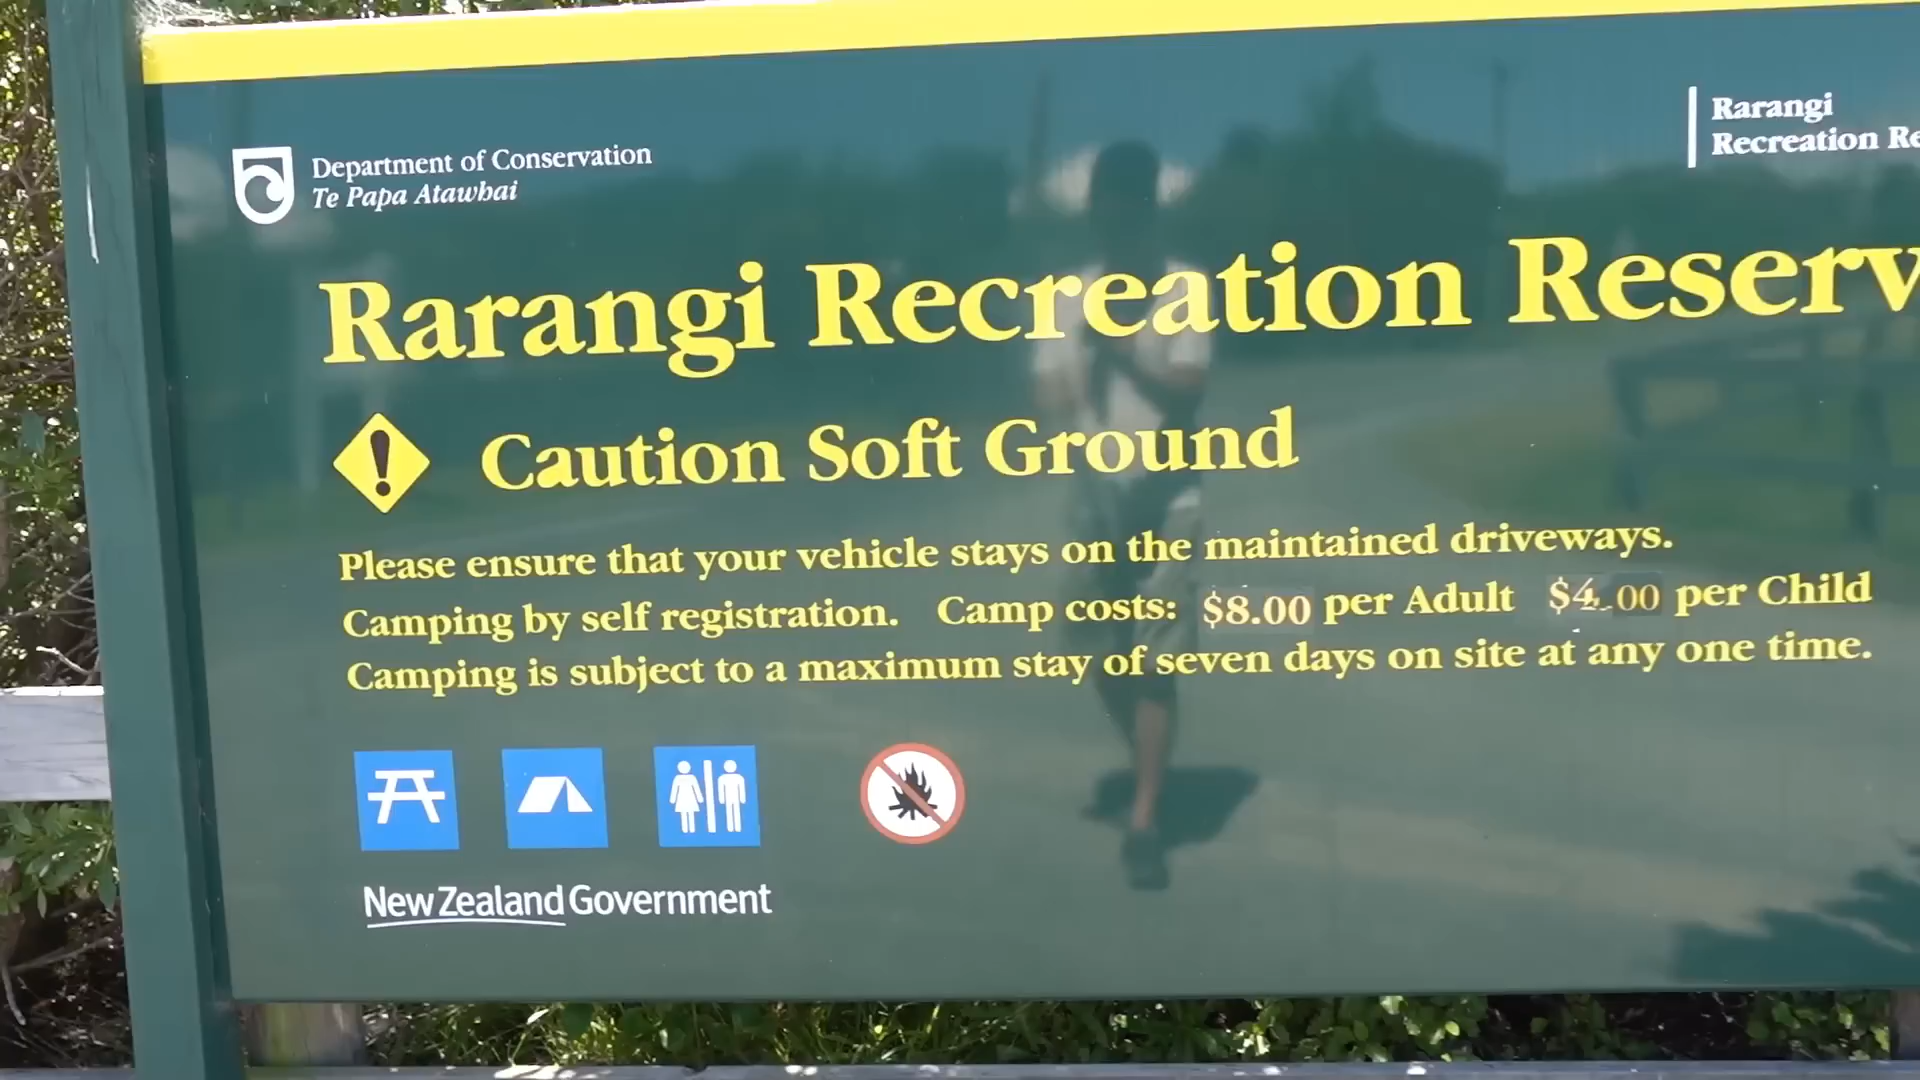 Department of Conservation
Te Papa Atawhai
Rarangi
Recreation Re
Rarangi Recreation Reserv
Caution Soft Ground
Please ensure that your vehicle stays on the maintained driveways.
Camping by self registration. Camp costs: $8.00 per Adult $4.00 per Child
Camping is subject to a maximum stay of seven days on site at any one time.
New Zealand Government